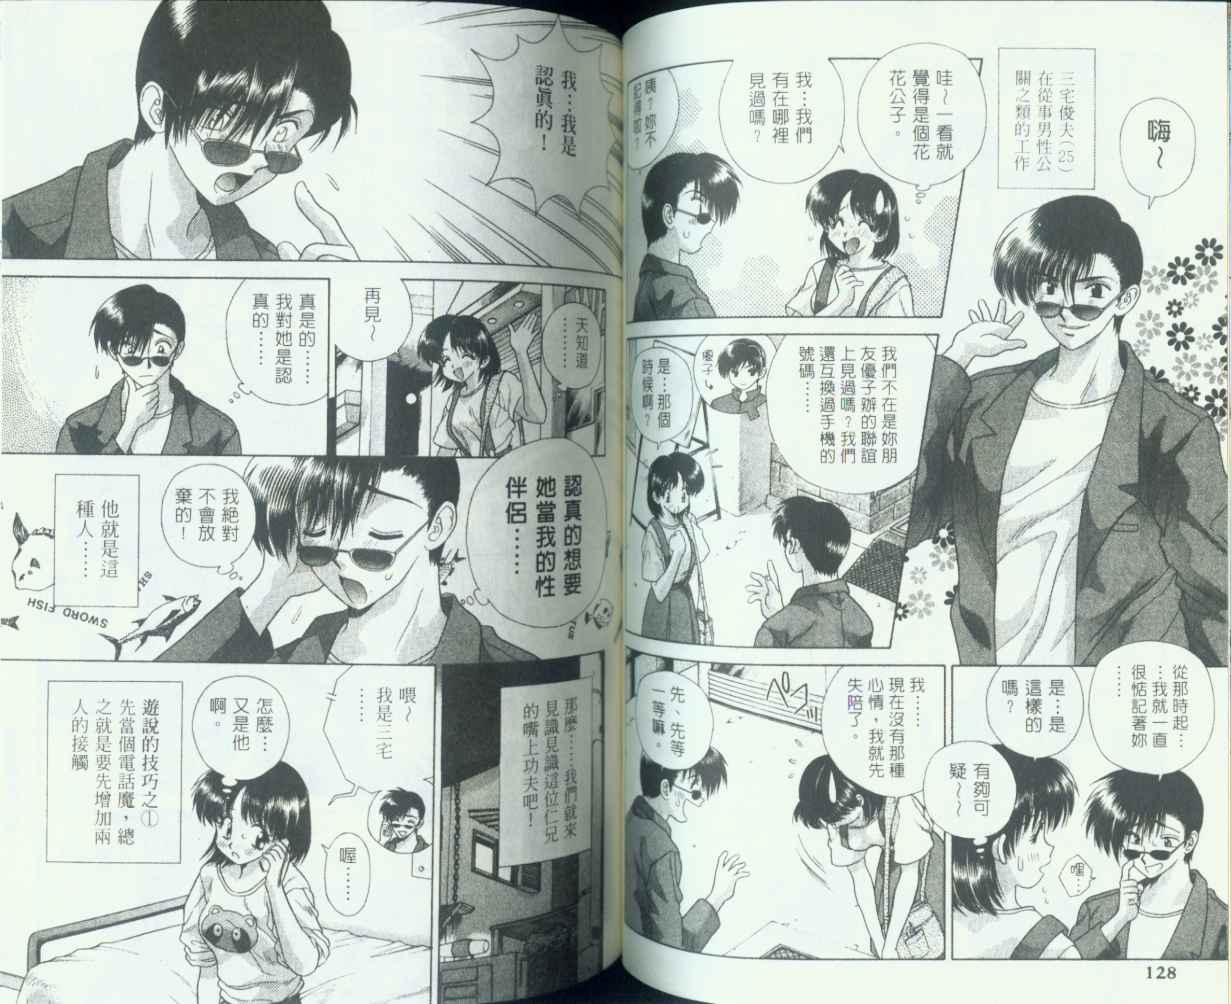 嗨～
三宅俊夫(25)
在從事男性公
關之類的工作
哇～一看就
覺得是個花
花公子。
我…我們
有在哪裡
見過嗎？
咦？妳不
記得啦？
我們不在是妳朋
友優子辦的聯誼
上見過嗎？我們
還互換過手機的
號碼……
優子
是…那個
時候啊？
從那時起…
…我就一直
很惦記著妳
是…是
這樣的
嗎？
有夠可
疑～～
嘿…
我………
現在沒有那種
心情，我就先
失陪了。
ペコ
先、先等
一等嘛。
128
我…我是
認真的！
天知道
………
再見～
真是的……
我對她是認
真的……
認真的想要
她當我的性
伴侶……
我絕對
不會放
棄的！
他就是這
種人……
SWORD FISH
那麼……我們就來
見識見識這位仁兄
的嘴上功夫吧！
喂～
我是三宅
……
喔……
怎麼…
又是他
啊。
遊說的技巧之①
先當個電話魔，總
之就是要先增加兩
人的接觸